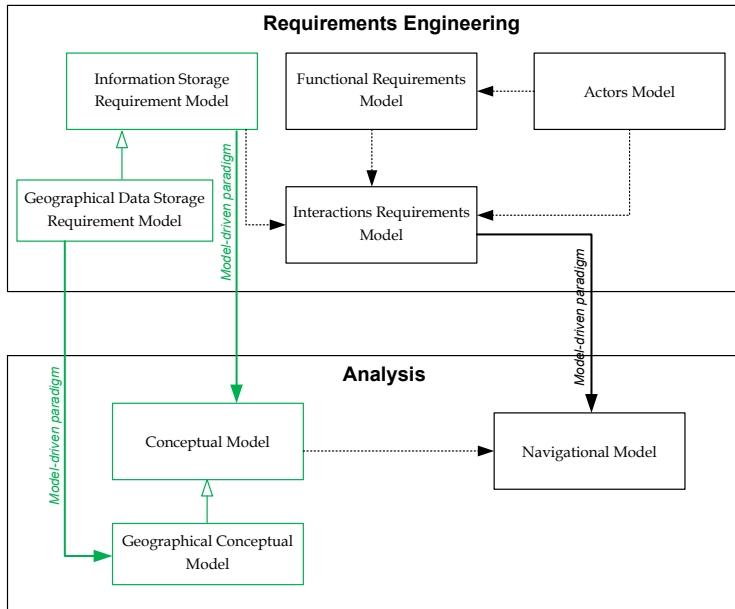 Requirements Engineering
Information Storage
Requirement Model
Functional Requirements
Model
Actors Model
Geographical Data Storage
Requirement Model
Interactions Requirements
Model
Model-driven paradigm
Model-driven paradigm
Model-driven paradigm
Analysis
Conceptual Model
Navigational Model
Geographical Conceptual
Model